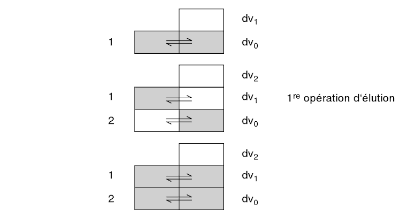 dv1
1 dv0
dv2
1 dv1 1re opération d'élution
2 dv0
dv2
1 dv1
2 dv0